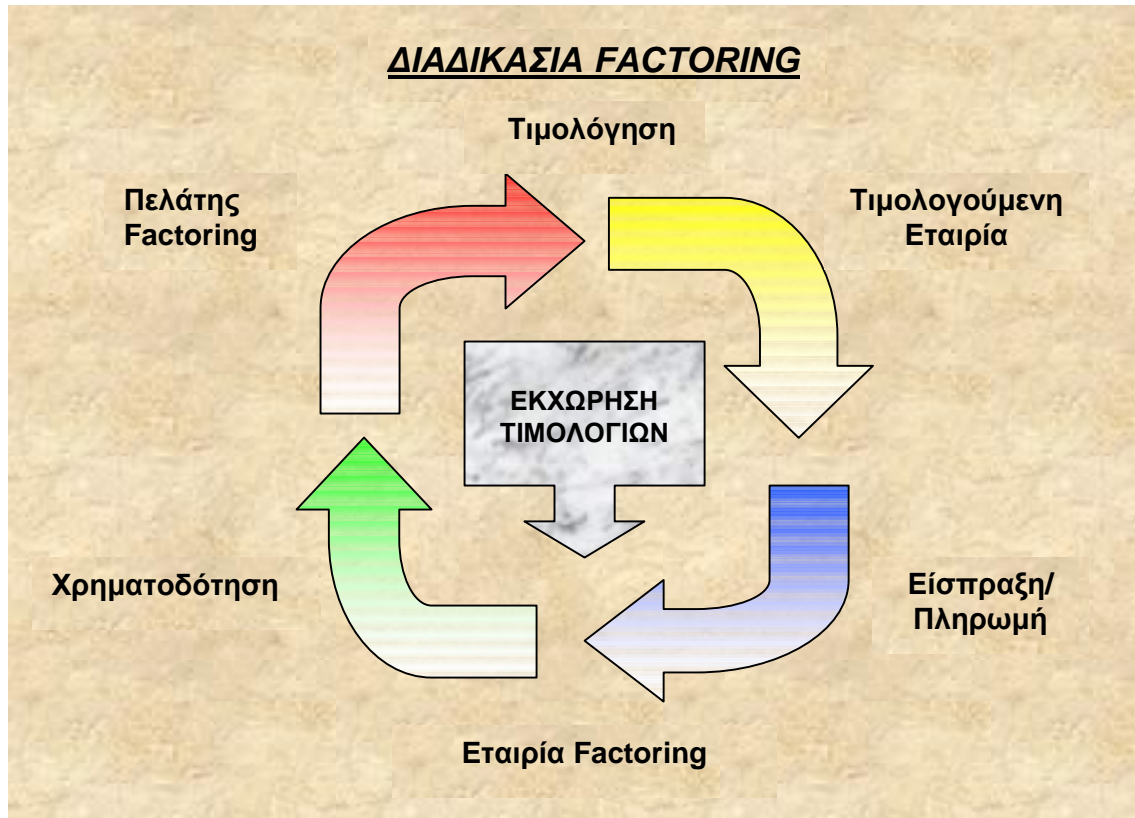 ΔΙΑΔΙΚΑΣΙΑ FACTORING
Τιμολόγηση
Πελάτης
Factoring
Τιμολογούμενη
Εταιρία
ΕΚΧΩΡΗΣΗ
ΤΙΜΟΛΟΓΙΩΝ
Χρηματοδότηση
Είσπραξη/
Πληρωμή
Εταιρία Factoring